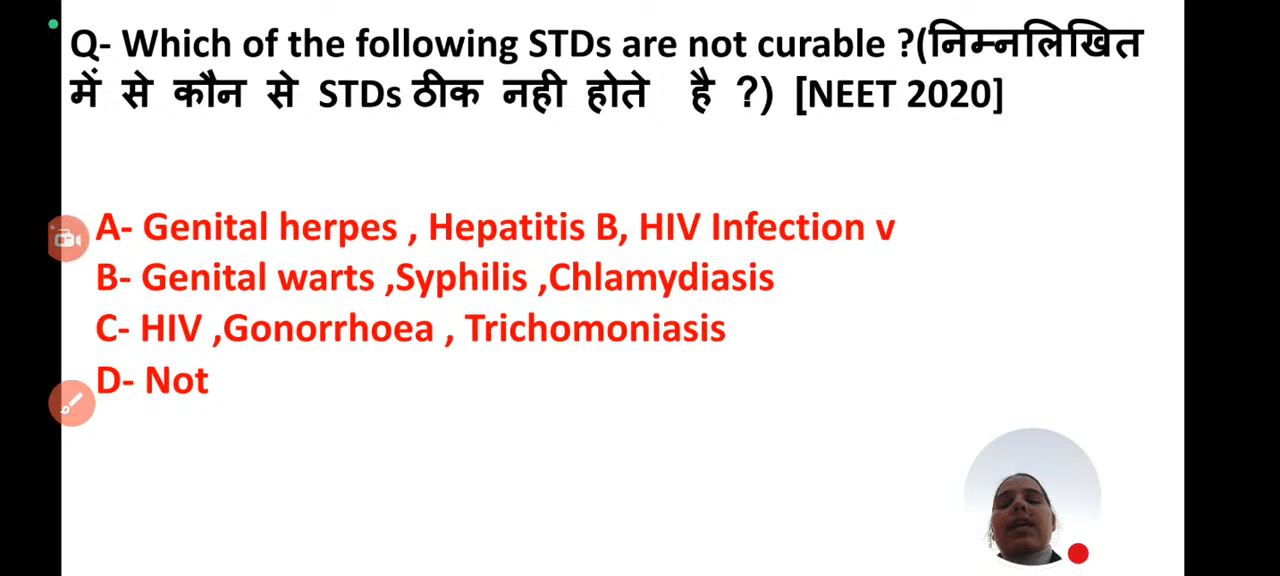 Q- Which of the following STDs are not curable ?(निम्नलिखित
में से कौन से STDs ठीक नही होते है ?) [NEET 2020]
A- Genital herpes , Hepatitis B, HIV Infection v
B- Genital warts ,Syphilis ,Chlamydiasis
C- HIV ,Gonorrhoea , Trichomoniasis
D- Not